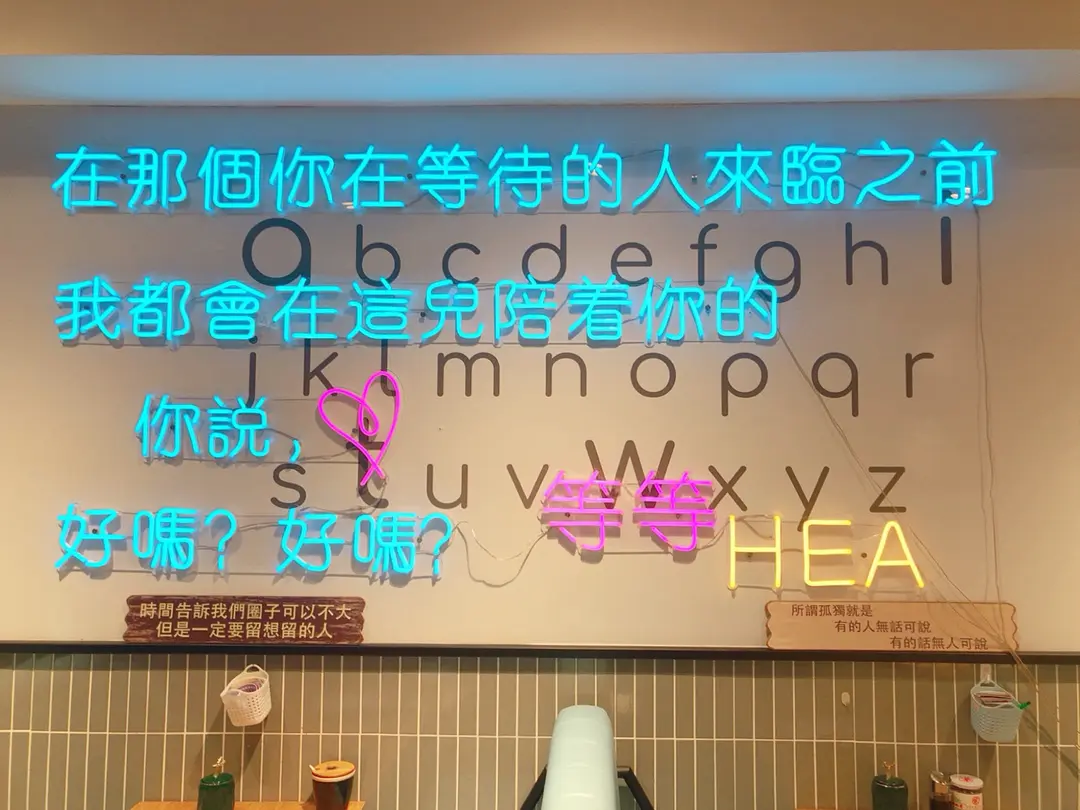 在那個你在等待的人來臨之前
a b c d e f g h I
我都會在這兒陪着你的
j k l m n o p q r
你說,
s t u v w x y z
等等
好嗎? 好嗎?
HEA
時間告訴我們圈子可以不大
但是一定要留想留的人
所謂孤獨就是
有的人無話可說
有的話無人可說